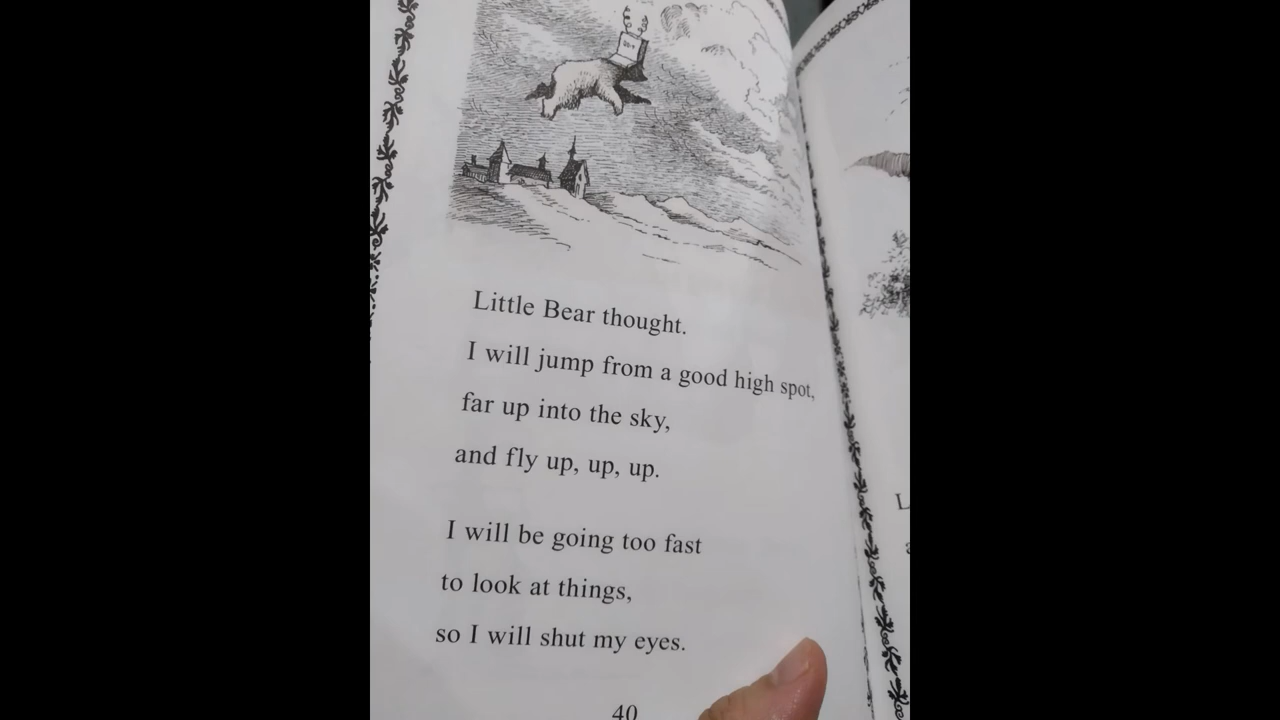 Little Bear thought.
I will jump from a good high spot,
far up into the sky,
and fly up, up, up.
I will be going too fast
to look at things,
so I will shut my eyes.
40
L